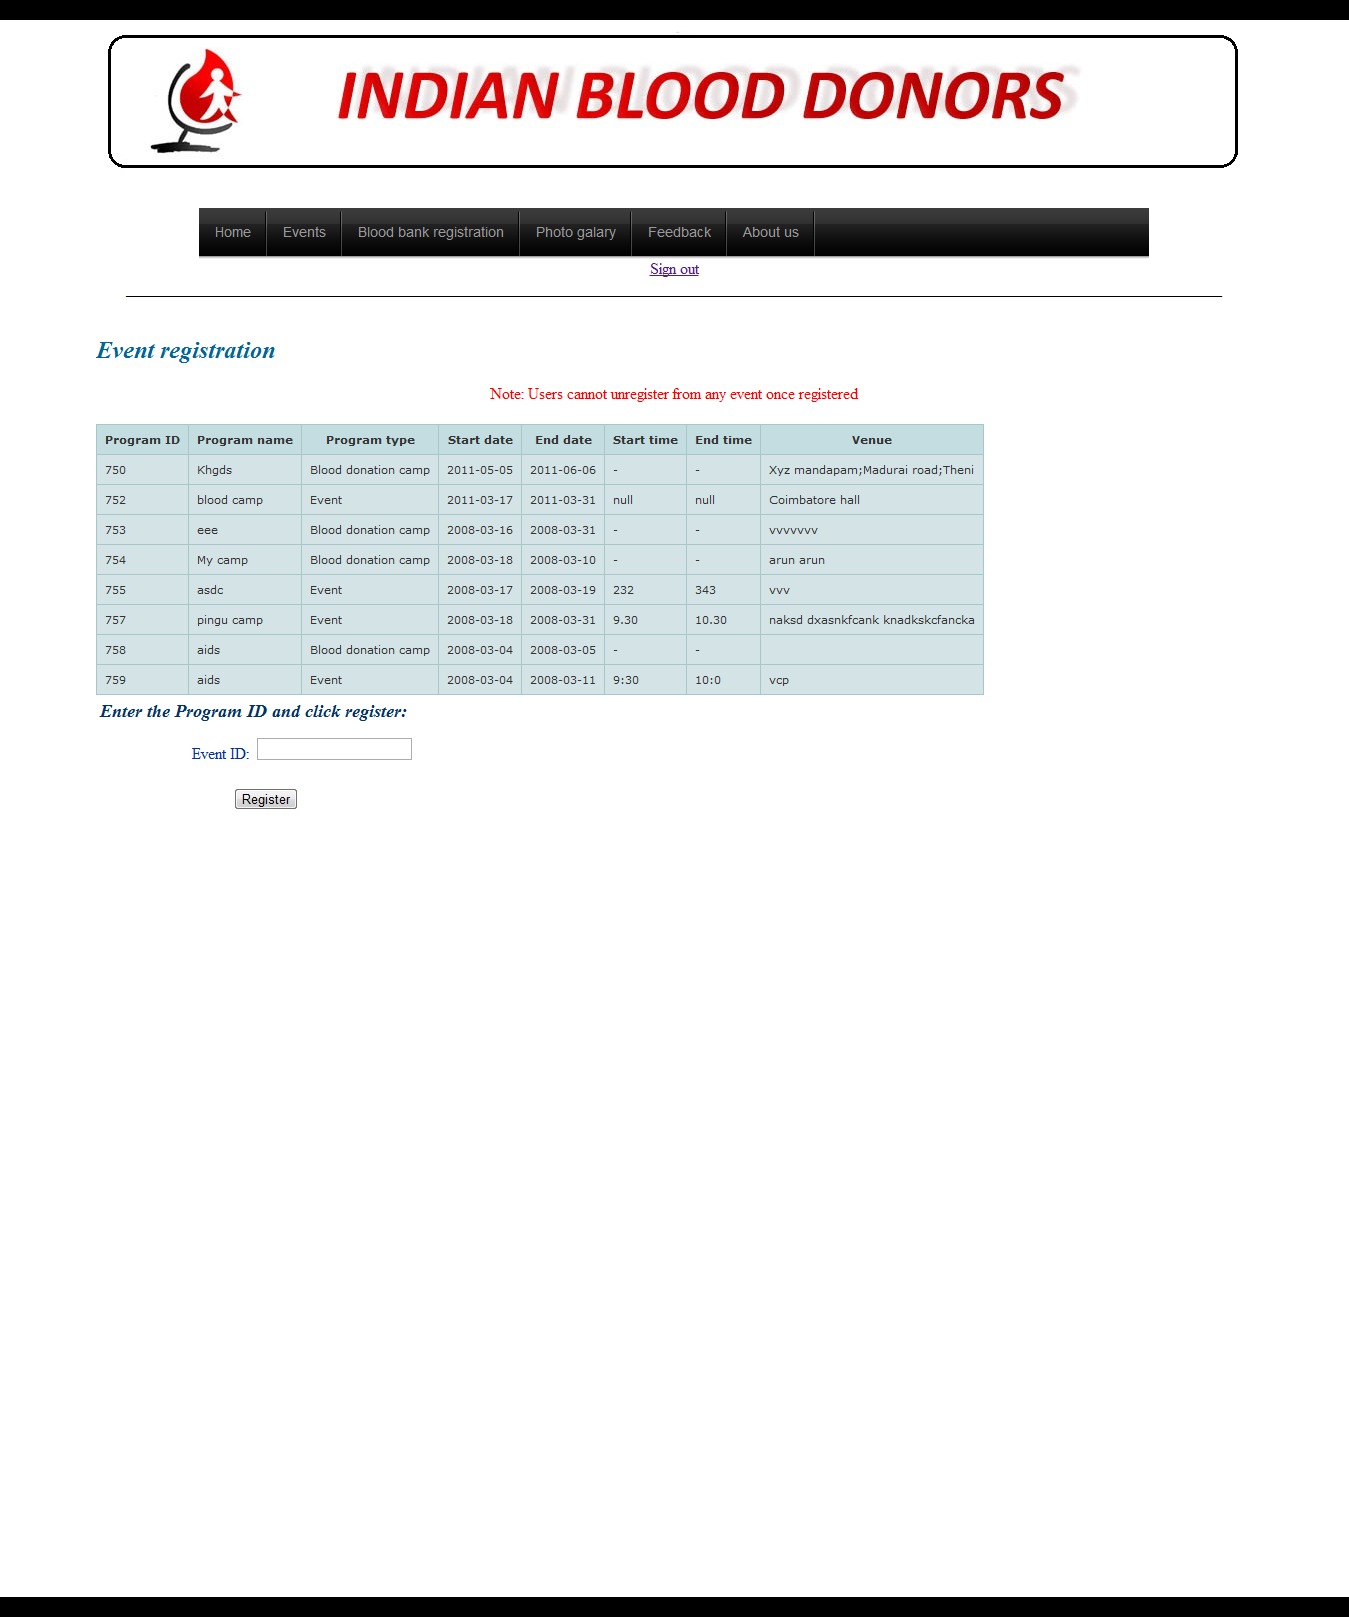 INDIAN BLOOD DONORS
Home Events Blood bank registration Photo galary Feedback About us
Sign out
Event registration
Note: Users cannot unregister from any event once registered
Program ID Program name Program type Start date End date Start time End time Venue
750 Khgds Blood donation camp 2011-05-05 2011-06-06 - - Xyz mandapam;Madurai road;Theni
752 blood camp Event 2011-03-17 2011-03-31 null null Coimbatore hall
753 eee Blood donation camp 2008-03-16 2008-03-31 - - vvvvvvv
754 My camp Blood donation camp 2008-03-18 2008-03-10 - - arun arun
755 asdc Event 2008-03-17 2008-03-19 232 343 vvv
757 pingu camp Event 2008-03-18 2008-03-31 9.30 10.30 naksd dxasnkfcank knadkskcfancka
758 aids Blood donation camp 2008-03-04 2008-03-05 - -
759 aids Event 2008-03-04 2008-03-11 9:30 10:0 vcp
Enter the Program ID and click register:
Event ID:
Register